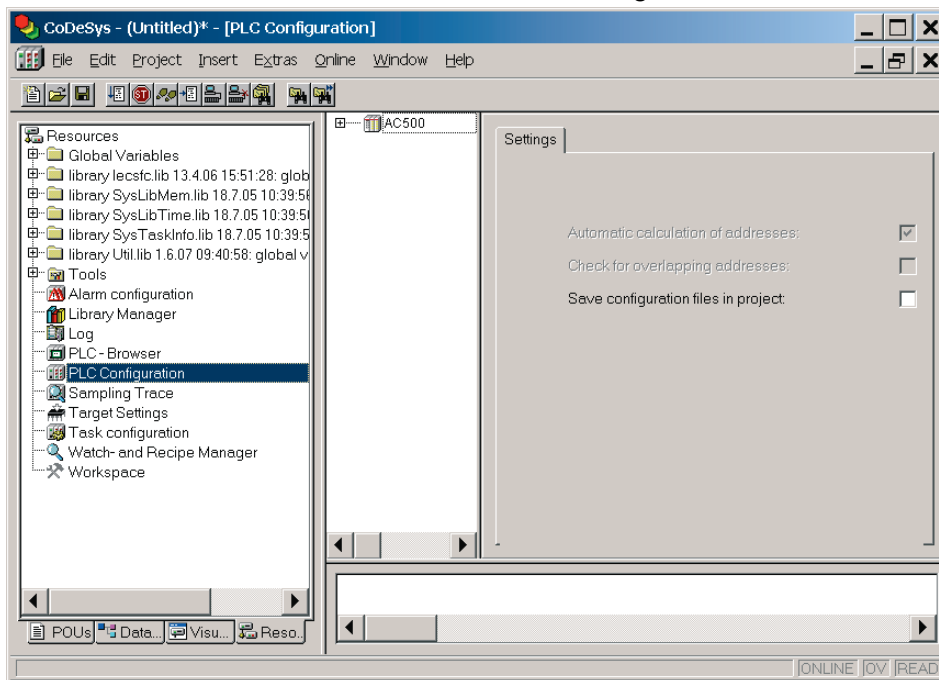 CoDeSys - (Untitled)* - [PLC Configuration]
File Edit Project Insert Extras Online Window Help
Resources
Global Variables
library Iecsfc.lib 13.4.06 15:51:28: glob
library SysLibMem.lib 18.7.05 10:39:56
library SysLibTime.lib 18.7.05 10:39:5
library SysTaskInfo.lib 18.7.05 10:39:5
library Util.lib 1.6.07 09:40:58: global v
Tools
Alarm configuration
Library Manager
Log
PLC - Browser
PLC Configuration
Sampling Trace
Target Settings
Task configuration
Watch- and Recipe Manager
Workspace
POUs Data... Visu... Reso..
AC500
Settings
Automatic calculation of addresses:
Check for overlapping addresses:
Save configuration files in project:
ONLINE OV READ